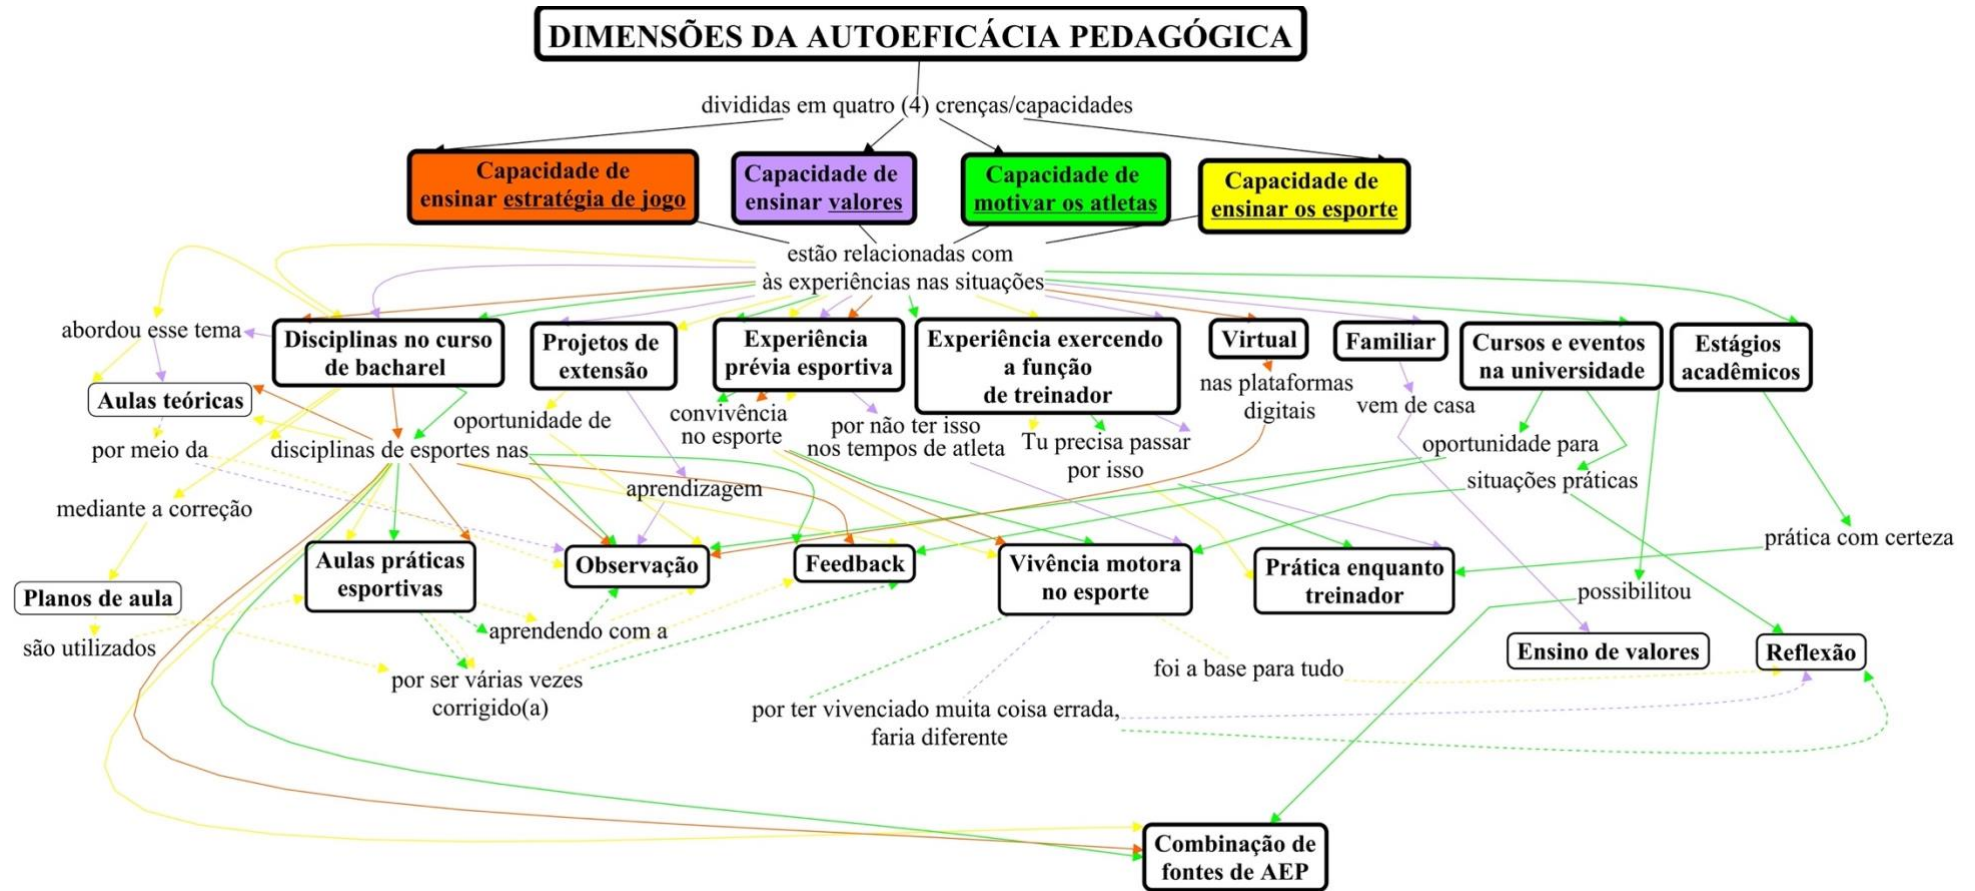 DIMENSÕES DA AUTOEFICÁCIA PEDAGÓGICA
divididas em quatro (4) crenças/capacidades
Capacidade de
ensinar estratégia de jogo
Capacidade de
ensinar valores
Capacidade de
motivar os atletas
Capacidade de
ensinar os esporte
estão relacionadas com
às experiências nas situações
abordou esse tema
Disciplinas no curso
de bacharel
Projetos de
extensão
Experiência
prévia esportiva
Experiência exercendo
a função
de treinador
Virtual
Familiar
Cursos e eventos
na universidade
Estágios
acadêmicos
Aulas teóricas
oportunidade de
convivência
no esporte
por não ter isso
nos tempos de atleta
Tu precisa passar
por isso
nas plataformas
digitais
vem de casa
oportunidade para
situações práticas
por meio da
disciplinas de esportes nas
aprendizagem
mediante a correção
prática com certeza
Aulas práticas
esportivas
Observação
Feedback
Vivência motora
no esporte
Prática enquanto
treinador
possibilitou
Planos de aula
são utilizados
aprendendo com a
por ser várias vezes
corrigido(a)
foi a base para tudo
Ensino de valores
Reflexão
por ter vivenciado muita coisa errada,
faria diferente
Combinação de
fontes de AEP